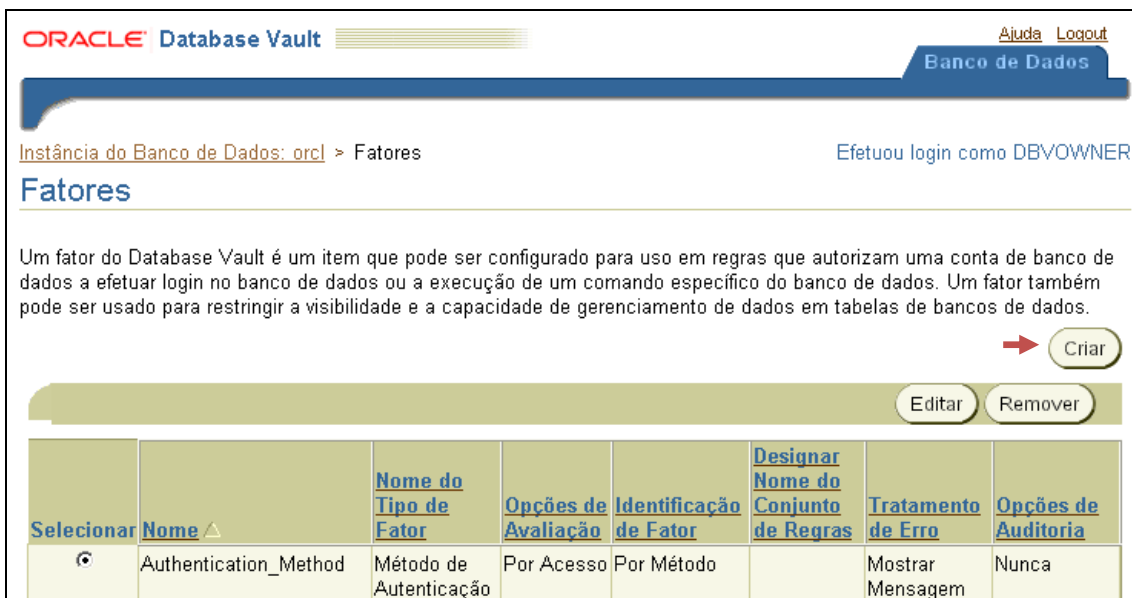 ORACLE Database Vault
Ajuda Logout
Banco de Dados
Instância do Banco de Dados: orcl > Fatores
Efetuou login como DBVOWNER
Fatores
Um fator do Database Vault é um item que pode ser configurado para uso em regras que autorizam uma conta de banco de
dados a efetuar login no banco de dados ou a execução de um comando específico do banco de dados. Um fator também
pode ser usado para restringir a visibilidade e a capacidade de gerenciamento de dados em tabelas de bancos de dados.
Criar
Editar Remover
Selecionar Nome
Nome do
Tipo de
Fator
Opções de
Avaliação
Identificação
de Fator
Designar
Nome do
Conjunto
de Regras
Tratamento
de Erro
Opções de
Auditoria
Authentication_Method
Método de
Autenticação
Por Acesso
Por Método
Mostrar
Mensagem
Nunca